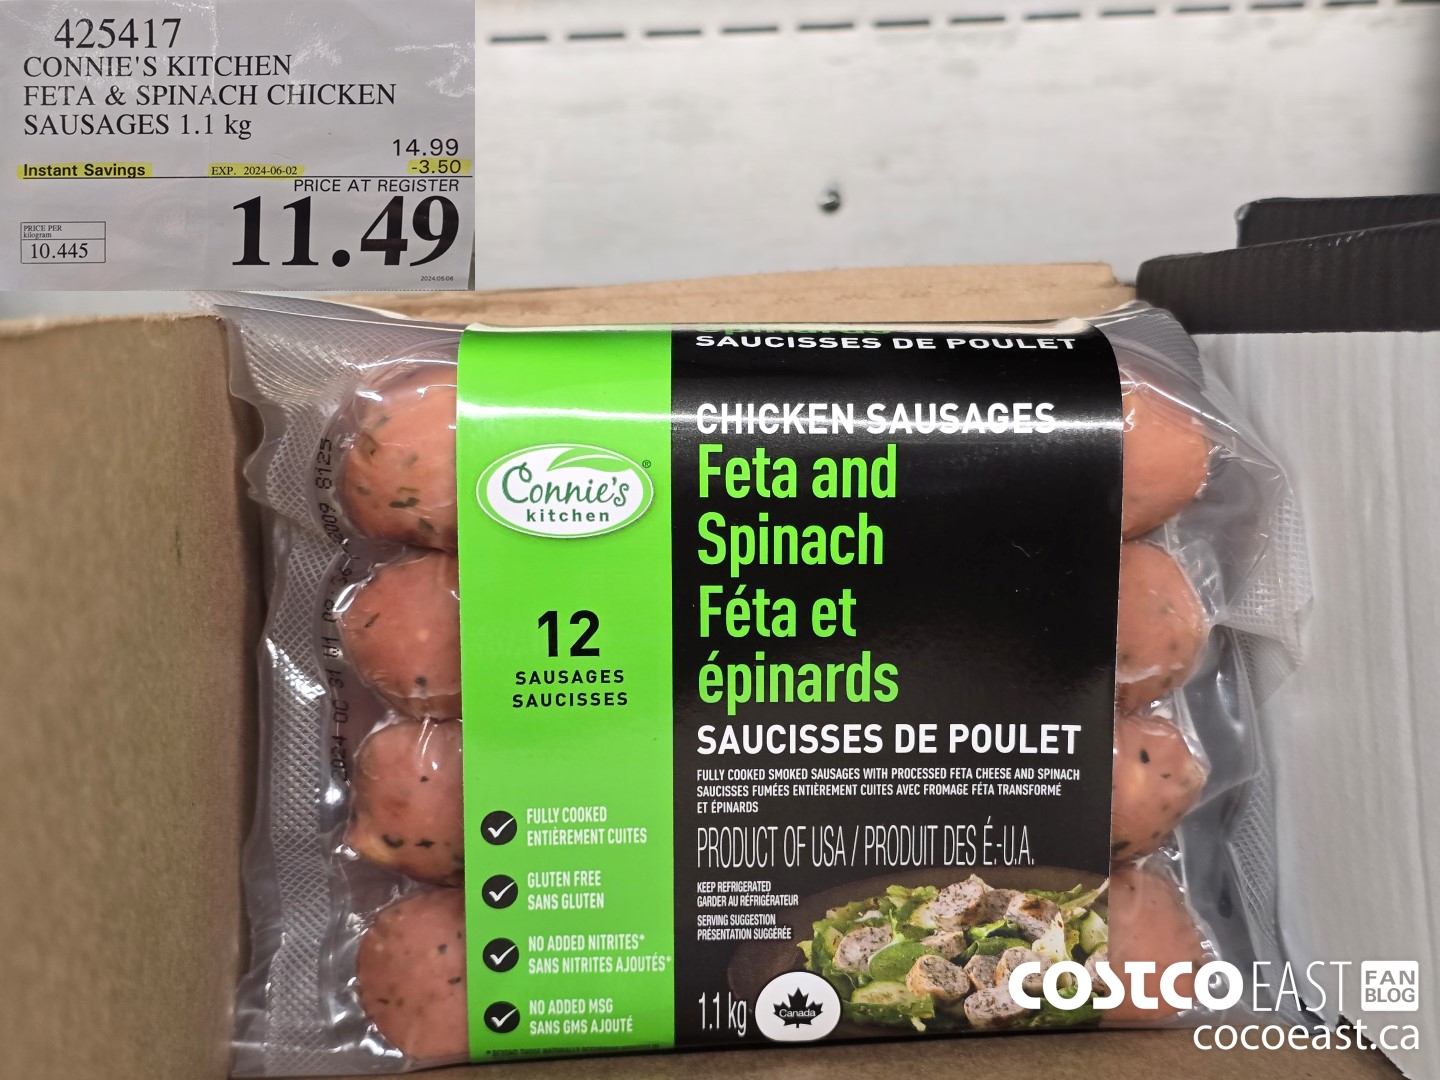 425417
CONNIE'S KITCHEN
FETA & SPINACH CHICKEN
SAUSAGES 1.1 kg
14.99
Instant Savings EXP. 2024-06-02 -3.50
PRICE AT REGISTER
11.49
PRICE PER
kilogram
10.445
SAUCISSES DE POULET
CHICKEN SAUSAGES
Feta and
Spinach
Féta et
épinards
SAUCISSES DE POULET
FULLY COOKED SMOKED SAUSAGES WITH PROCESSED FETA CHEESE AND SPINACH
SAUCISSES FUMÉES ENTIÈREMENT CUITES AVEC FROMAGE FÉTA TRANSFORMÉ
ET ÉPINARDS
PRODUCT OF USA / PRODUIT DES É.-U.A.
KEEP REFRIGERATED
GARDER AU RÉFRIGÉRATEUR
SERVING SUGGESTION
PRÉSENTATION SUGGÉRÉE
1.1 kg
Canada
Connie's®
kitchen
12
SAUSAGES
SAUCISSES
FULLY COOKED
ENTIÈREMENT CUITES
GLUTEN FREE
SANS GLUTEN
NO ADDED NITRITES*
SANS NITRITES AJOUTÉS*
NO ADDED MSG
SANS GMS AJOUTÉ
COSTCO EAST FAN
BLOG
cocoeast.ca